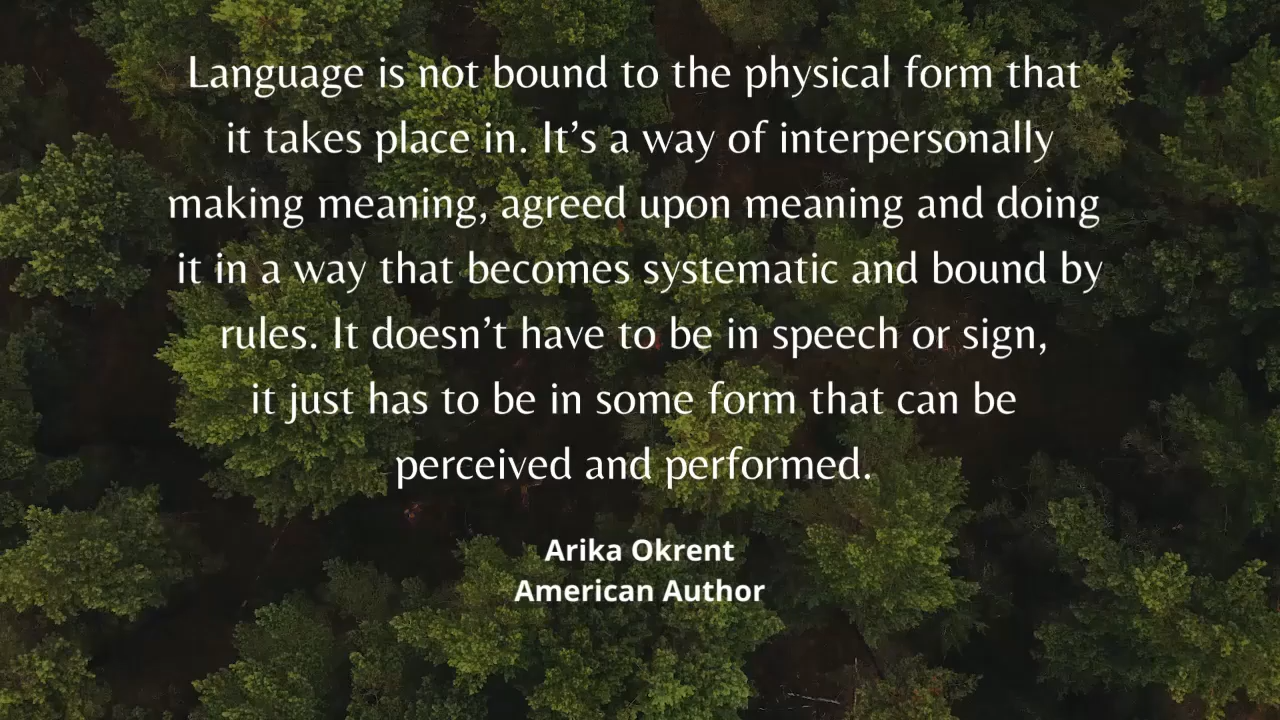 Language is not bound to the physical form that
it takes place in. It’s a way of interpersonally
making meaning, agreed upon meaning and doing
it in a way that becomes systematic and bound by
rules. It doesn’t have to be in speech or sign,
it just has to be in some form that can be
perceived and performed.
Arika Okrent
American Author